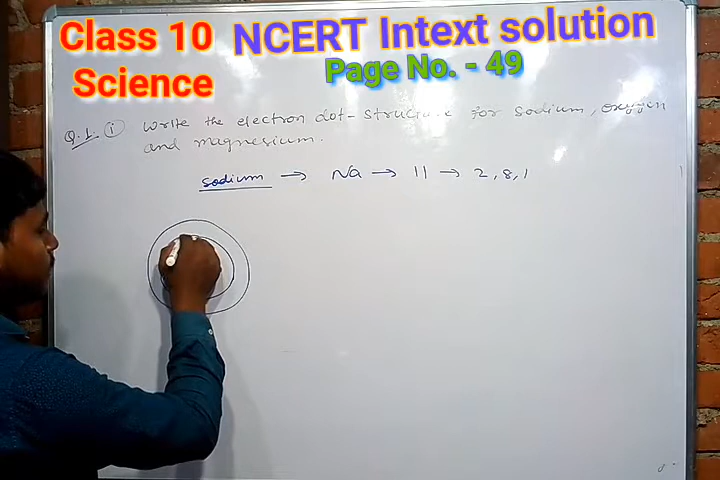 Class 10 NCERT Intext solution
Science Page No. - 49
Q.1. (i) Write the electron dot-structure for sodium, oxygen
and magnesium.
sodium → Na → 11 → 2, 8, 1